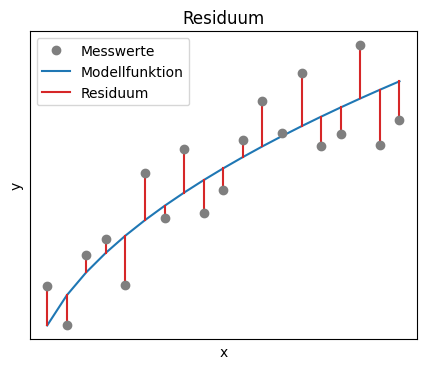 Residuum
Messwerte
Modellfunktion
Residuum
y
x